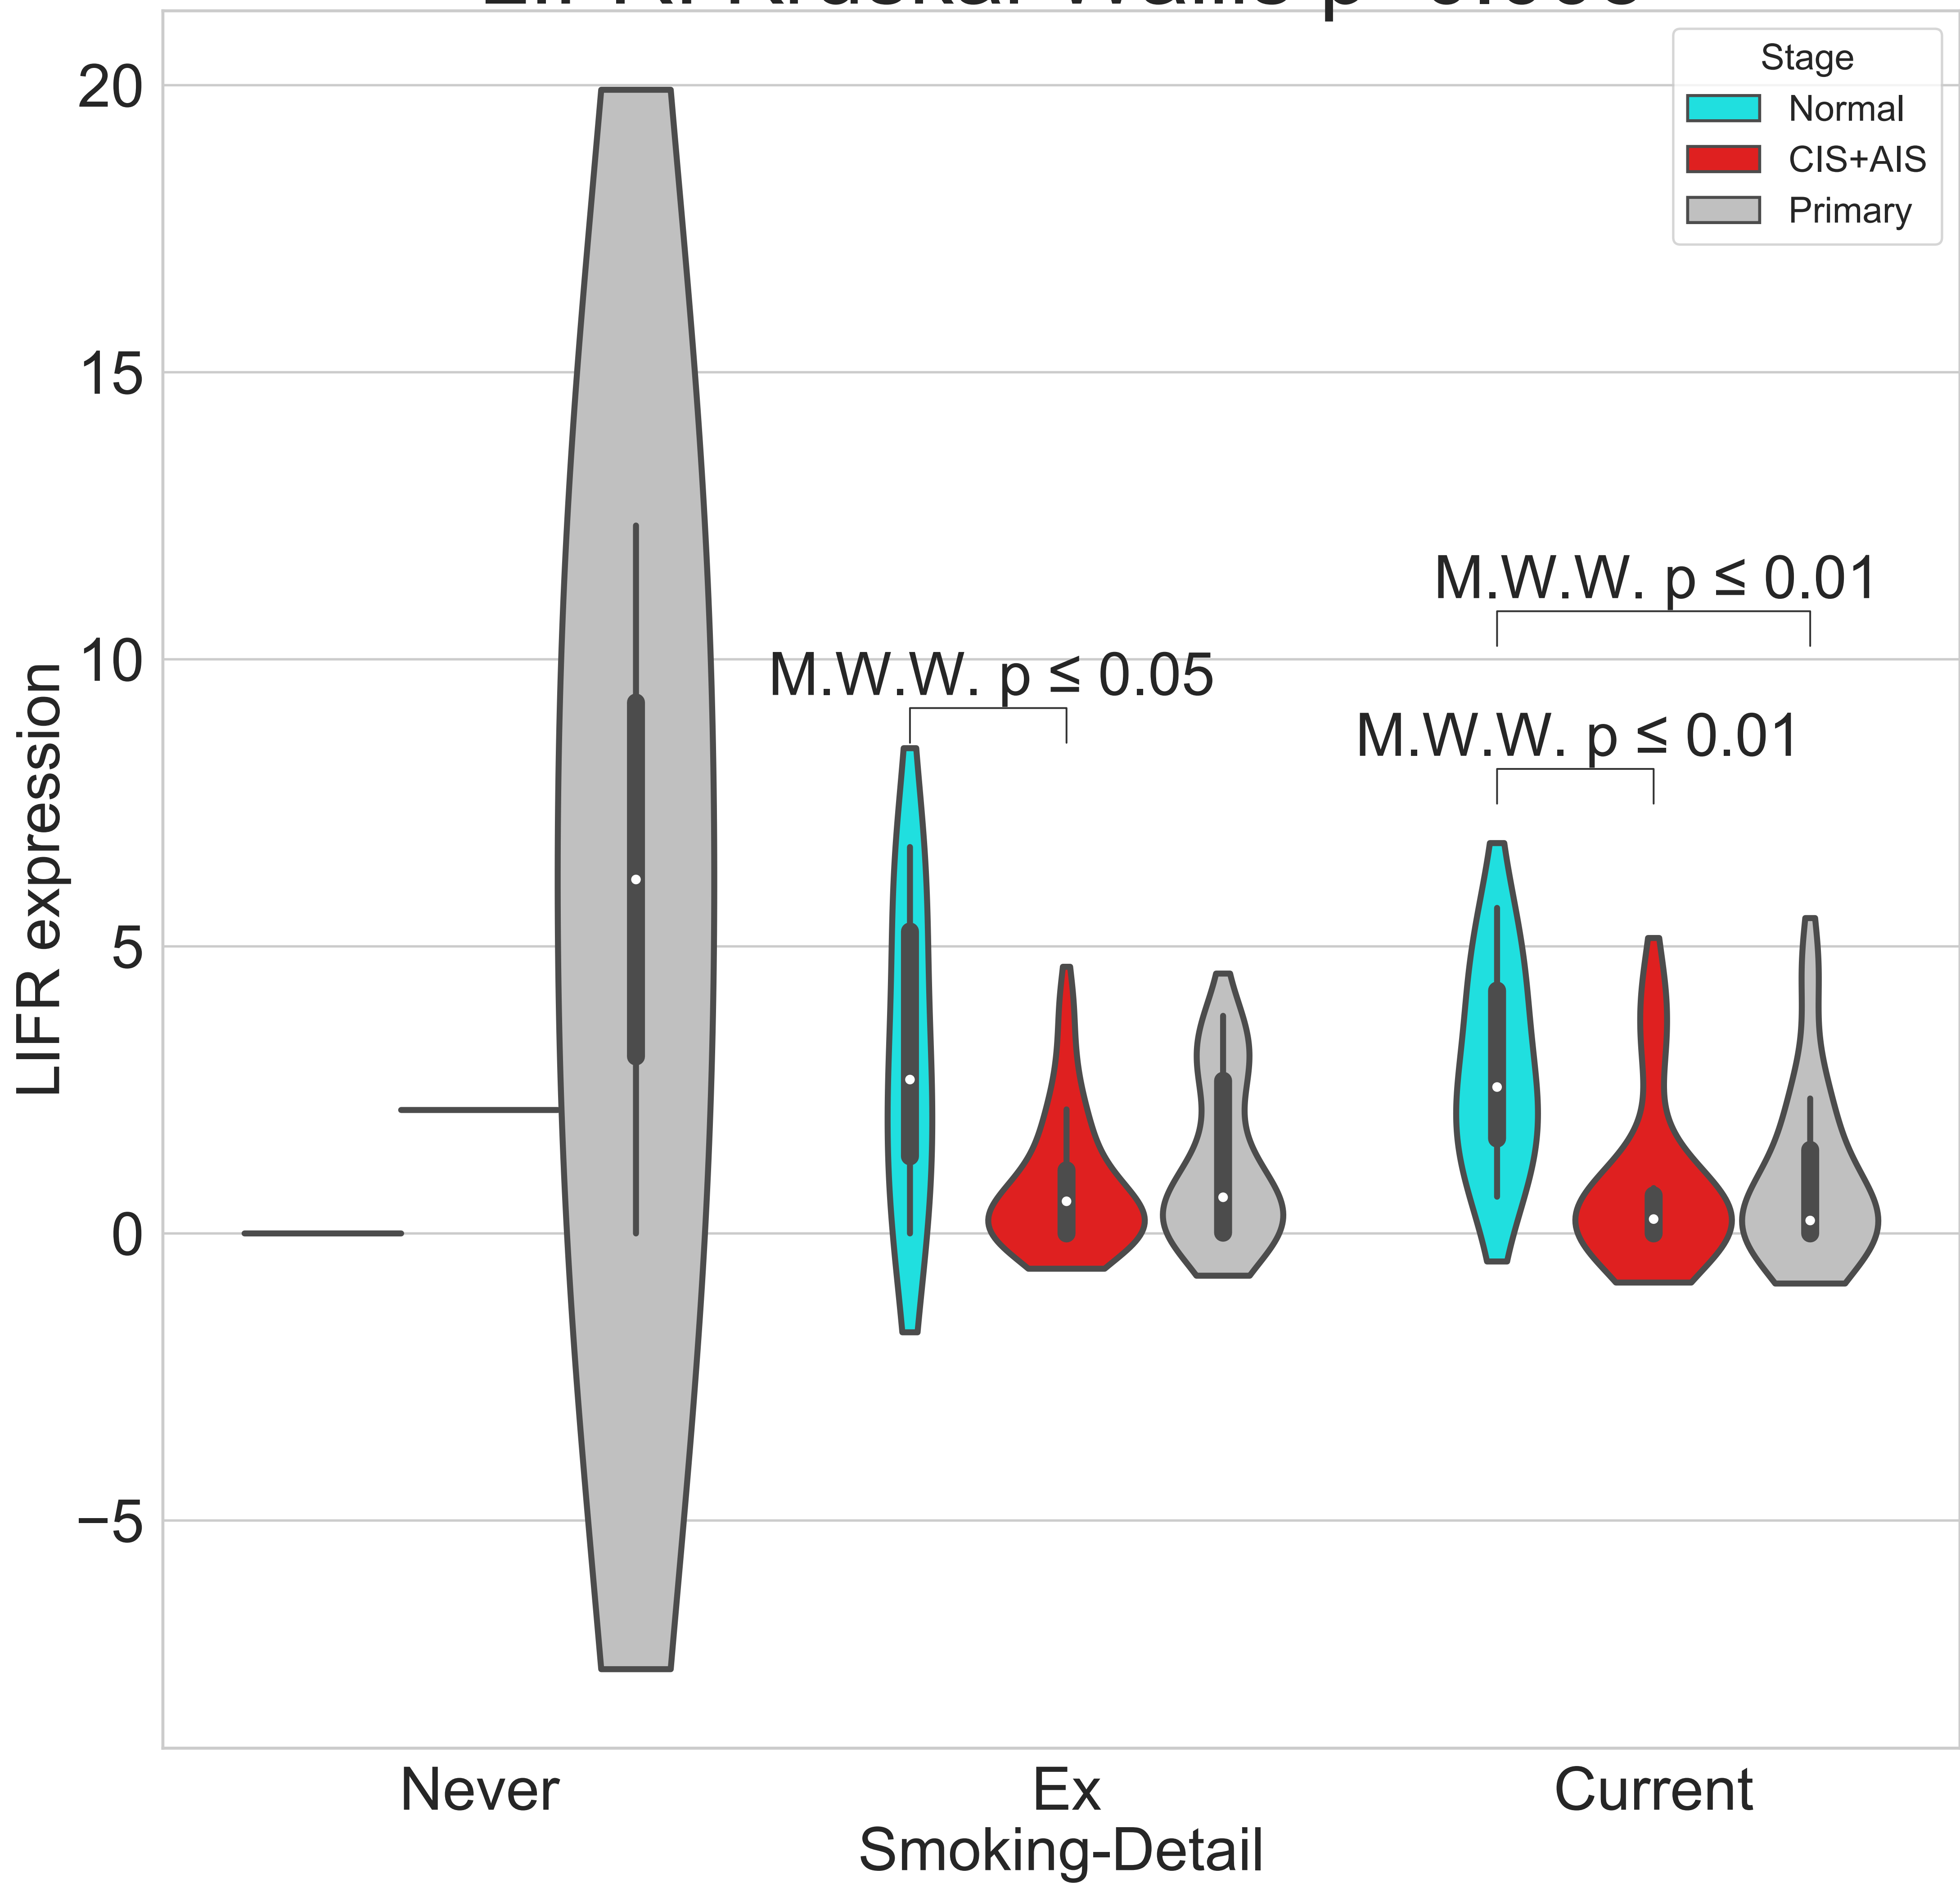 Stage
Normal
CIS+AIS
Primary
20
15
10
5
0
−5
LIFR expression
M.W.W. p ≤ 0.01
M.W.W. p ≤ 0.05
M.W.W. p ≤ 0.01
Never
Ex
Current
Smoking-Detail